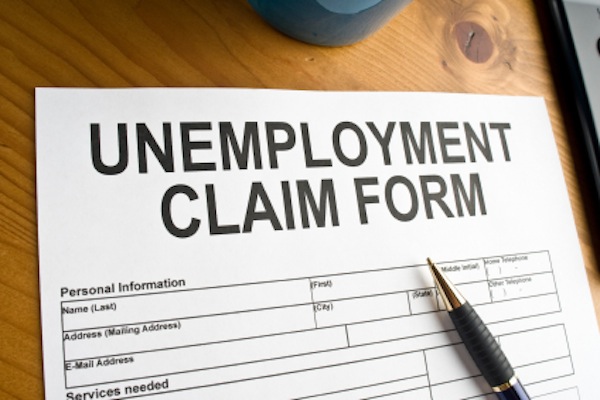 UNEMPLOYMENT
CLAIM FORM
Personal Information
Name (Last) (First) Middle Initial) Home Telephone
( ) -
Address (Mailing Address) (City) (State) Other Telephone
( ) -
E-Mail Address
Services needed